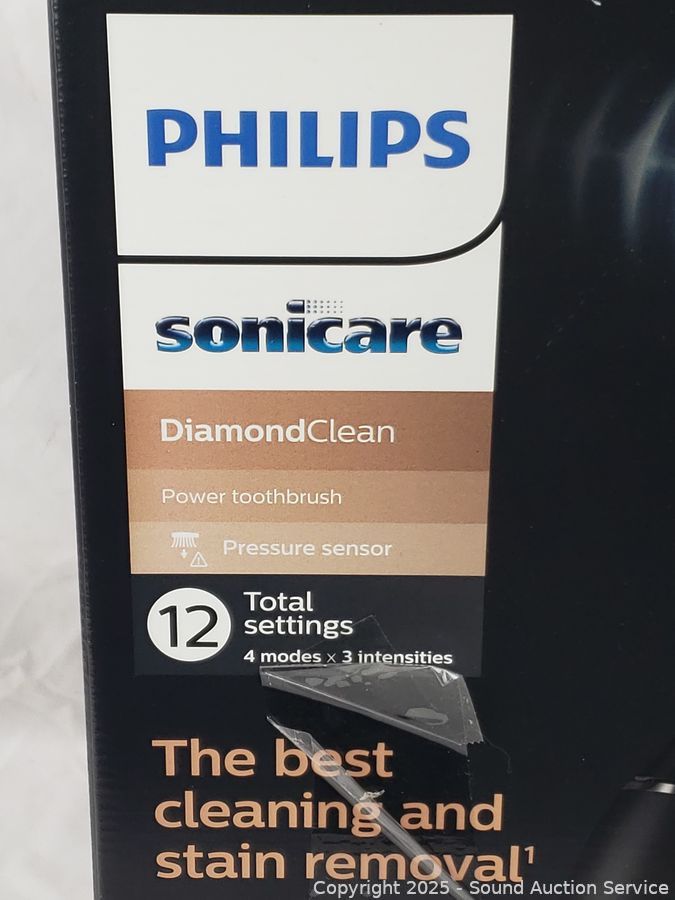 PHILIPS
sonicare
DiamondClean
Power toothbrush
Pressure sensor
12
Total
settings
4 modes x 3 intensities
The best
cleaning and
stain removal¹
Copyright 2025 - Sound Auction Service